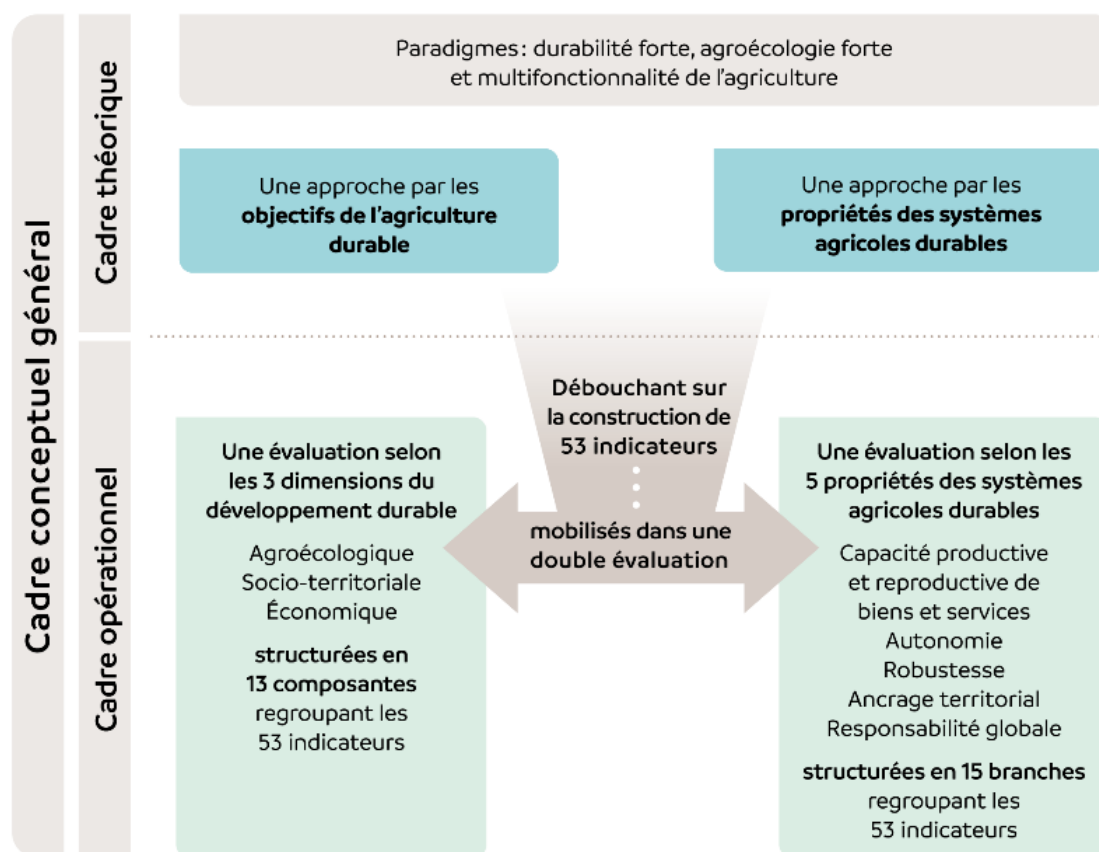 Cadre conceptuel général
Cadre théorique
Paradigmes : durabilité forte, agroécologie forte
et multifonctionnalité de l'agriculture
Une approche par les
objectifs de l'agriculture
durable
Une approche par les
propriétés des systèmes
agricoles durables
Cadre opérationnel
Débouchant sur
la construction de
53 indicateurs
mobilisés dans une
double évaluation
Une évaluation selon
les 3 dimensions du
développement durable
Agroécologique
Socio-territoriale
Économique
structurées en
13 composantes
regroupant les
53 indicateurs
Une évaluation selon les
5 propriétés des systèmes
agricoles durables
Capacité productive
et reproductive de
biens et services
Autonomie
Robustesse
Ancrage territorial
Responsabilité globale
structurées en 15 branches
regroupant les
53 indicateurs